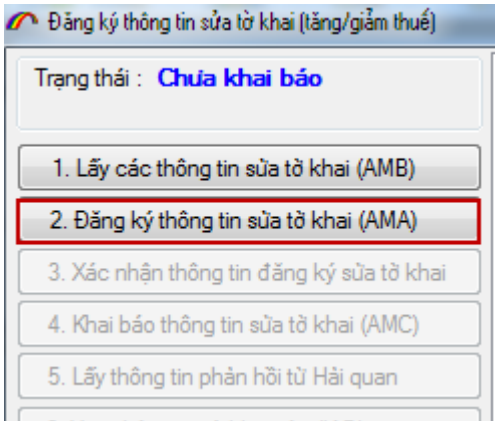 Đăng ký thông tin sửa tờ khai (tăng/giảm thuế)
Trạng thái : Chưa khai báo
1. Lấy các thông tin sửa tờ khai (AMB)
2. Đăng ký thông tin sửa tờ khai (AMA)
3. Xác nhận thông tin đăng ký sửa tờ khai
4. Khai báo thông tin sửa tờ khai (AMC)
5. Lấy thông tin phản hồi từ Hải quan